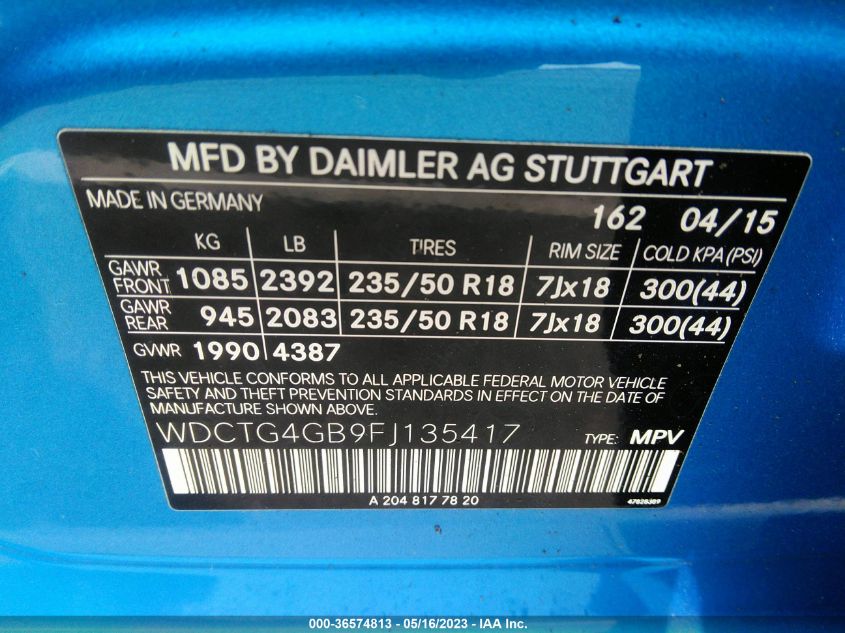 MFD BY DAIMLER AG STUTTGART
MADE IN GERMANY 162 04/15
KG LB TIRES RIM SIZE COLD KPA (PSI)
GAWR FRONT 1085 2392 235/50 R18 7Jx18 300(44)
GAWR REAR 945 2083 235/50 R18 7Jx18 300(44)
GVWR 1990 4387
THIS VEHICLE CONFORMS TO ALL APPLICABLE FEDERAL MOTOR VEHICLE
SAFETY AND THEFT PREVENTION STANDARDS IN EFFECT ON THE DATE OF
MANUFACTURE SHOWN ABOVE.
WDCTG4GB9FJ135417 TYPE: MPV
A 204 817 78 20 47828389
000-36574813 - 05/16/2023 - IAA Inc.